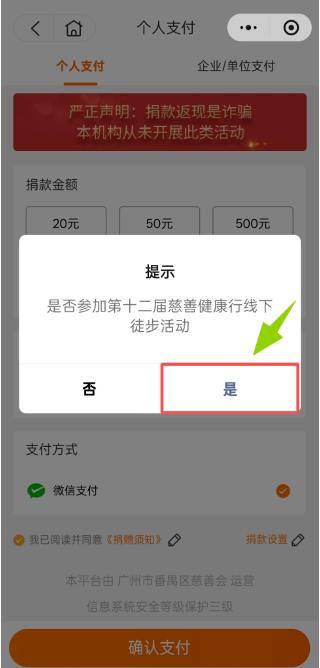 个人支付
个人支付 企业/单位支付
严正声明：捐款返现是诈骗
本机构从未开展此类活动
捐款金额
20元 50元 500元
提示
是否参加第十二届慈善健康行线下
徒步活动
否 是
支付方式
微信支付
我已阅读并同意《捐赠须知》 捐款设置
本平台由 广州市番禺区慈善会 运营
信息系统安全等级保护三级
确认支付